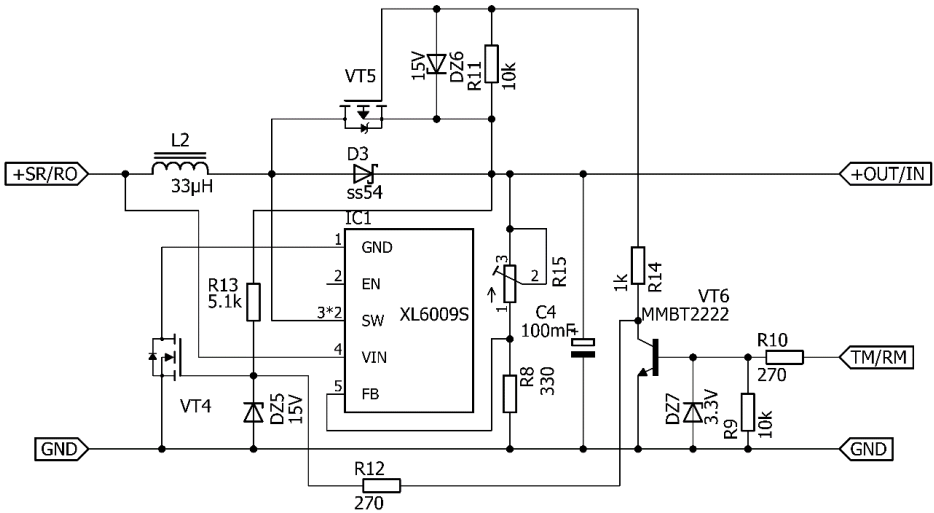 15V
DZ6
R11
10k
VT5
L2
+SR/RO
33µH
D3
ss54
+OUT/IN
IC1
1
GND
R13
5.1k
2
EN
3*2
SW
XL6009S
4
VIN
5
FB
3
2
1
R15
1k
R14
C4
100mF
+
VT6
MMBT2222
R10
270
TM/RM
VT4
DZ5
15V
R8
330
DZ7
3.3V
R9
10k
GND
GND
R12
270